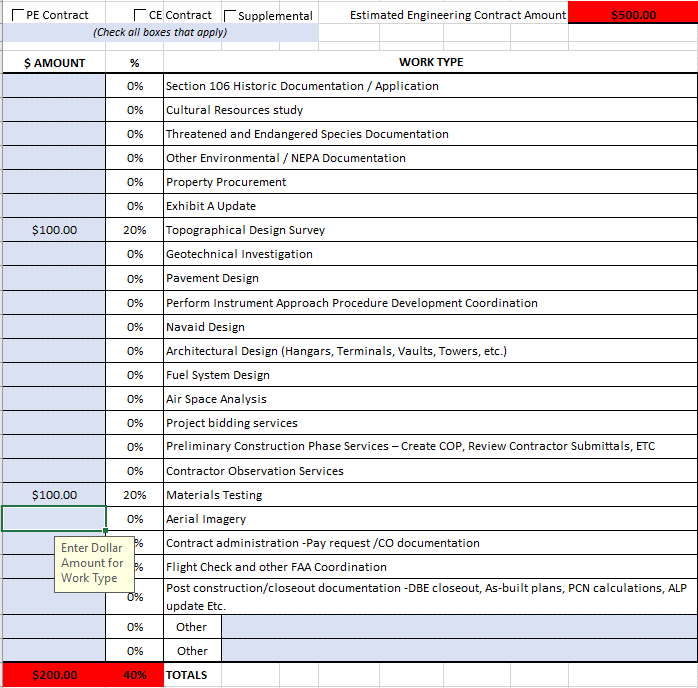 PE Contract CE Contract Supplemental Estimated Engineering Contract Amount $500.00
(Check all boxes that apply)
$ AMOUNT % WORK TYPE
0% Section 106 Historic Documentation / Application
0% Cultural Resources study
0% Threatened and Endangered Species Documentation
0% Other Environmental / NEPA Documentation
0% Property Procurement
0% Exhibit A Update
$100.00 20% Topographical Design Survey
0% Geotechnical Investigation
0% Pavement Design
0% Perform Instrument Approach Procedure Development Coordination
0% Navaid Design
0% Architectural Design (Hangars, Terminals, Vaults, Towers, etc.)
0% Fuel System Design
0% Air Space Analysis
0% Project bidding services
0% Preliminary Construction Phase Services – Create COP, Review Contractor Submittals, ETC
0% Contractor Observation Services
$100.00 20% Materials Testing
0% Aerial Imagery
% Contract administration -Pay request /CO documentation
% Flight Check and other FAA Coordination
Enter Dollar
Amount for
Work Type
0% Post construction/closeout documentation -DBE closeout, As-built plans, PCN calculations, ALP
update Etc.
0% Other
0% Other
$200.00 40% TOTALS